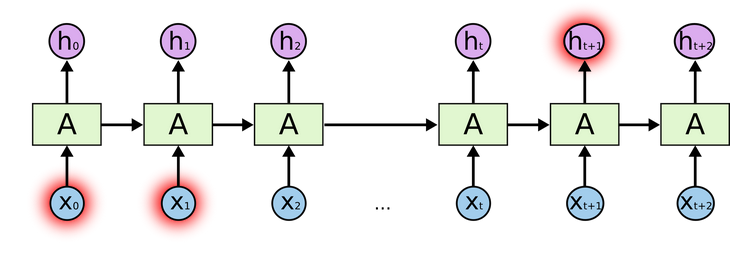 h0 h1 h2 ht ht+1 ht+2
A A A A A A
x0 x1 x2 ... xt xt+1 xt+2